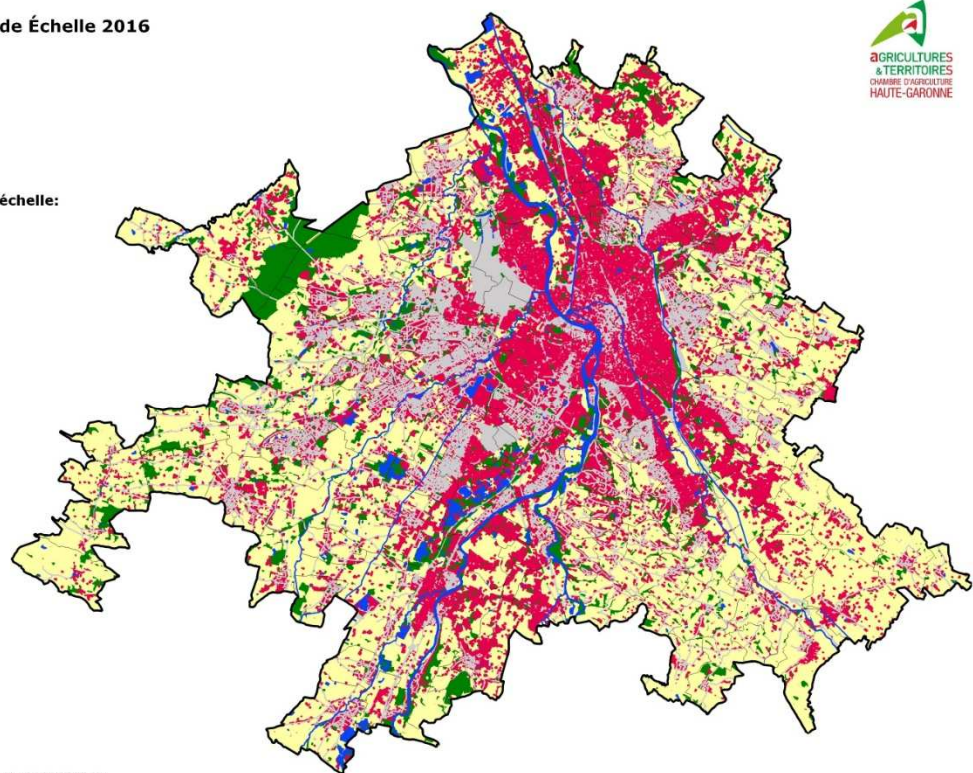 de Échelle 2016
aGRICULTURES
& TERRITOIRES
CHAMBRE D'AGRICULTURE
HAUTE-GARONNE
échelle: